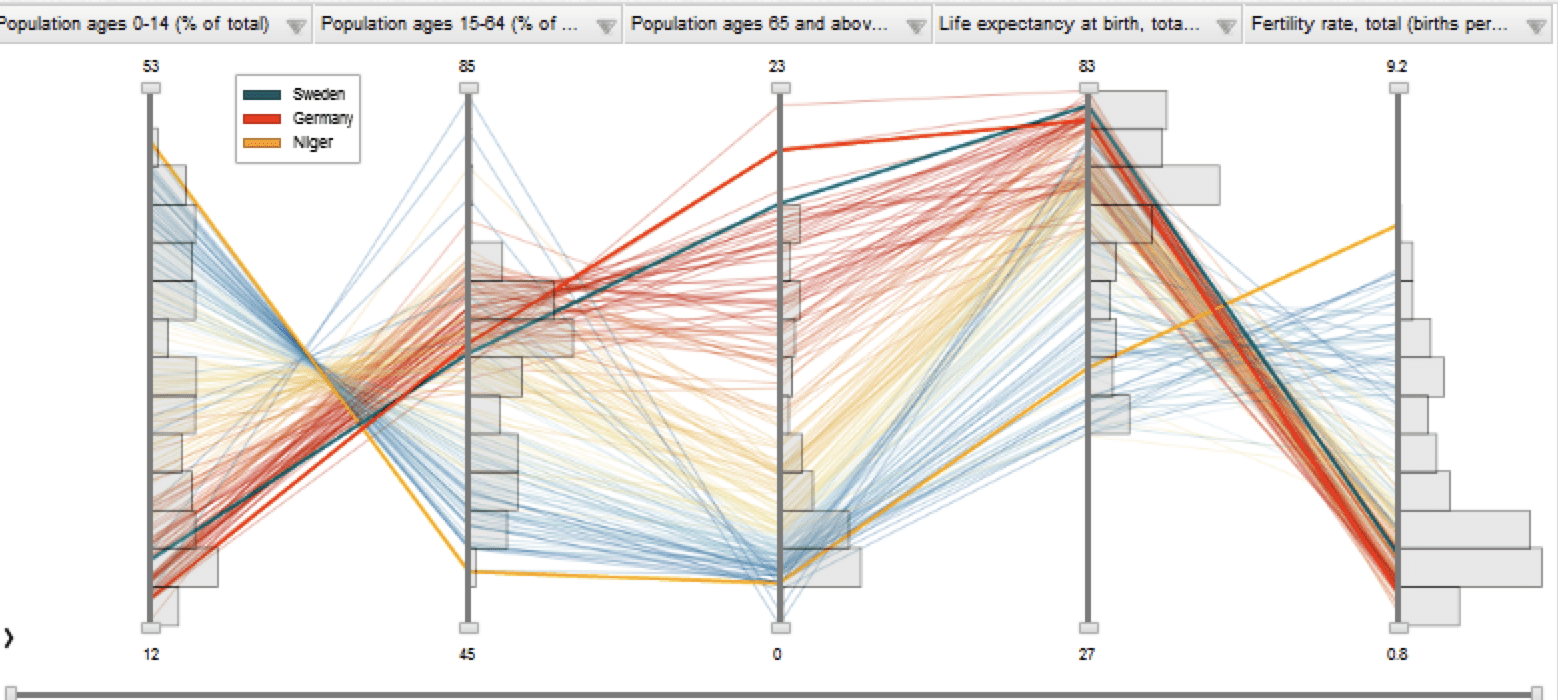 Population ages 0-14 (% of total)
Population ages 15-64 (% of ...
Population ages 65 and abov...
Life expectancy at birth, tota...
Fertility rate, total (births per...
53
85
23
83
9.2
Sweden
Germany
Niger
12
45
0
27
0.8